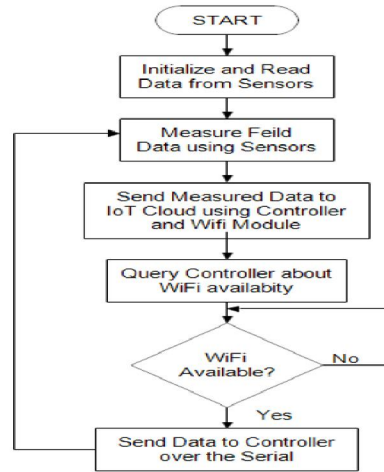 START
Initialize and Read
Data from Sensors
Measure Feild
Data using Sensors
Send Measured Data to
IoT Cloud using Controller
and Wifi Module
Query Controller about
WiFi availabity
WiFi
Available?
No
Yes
Send Data to Controller
over the Serial